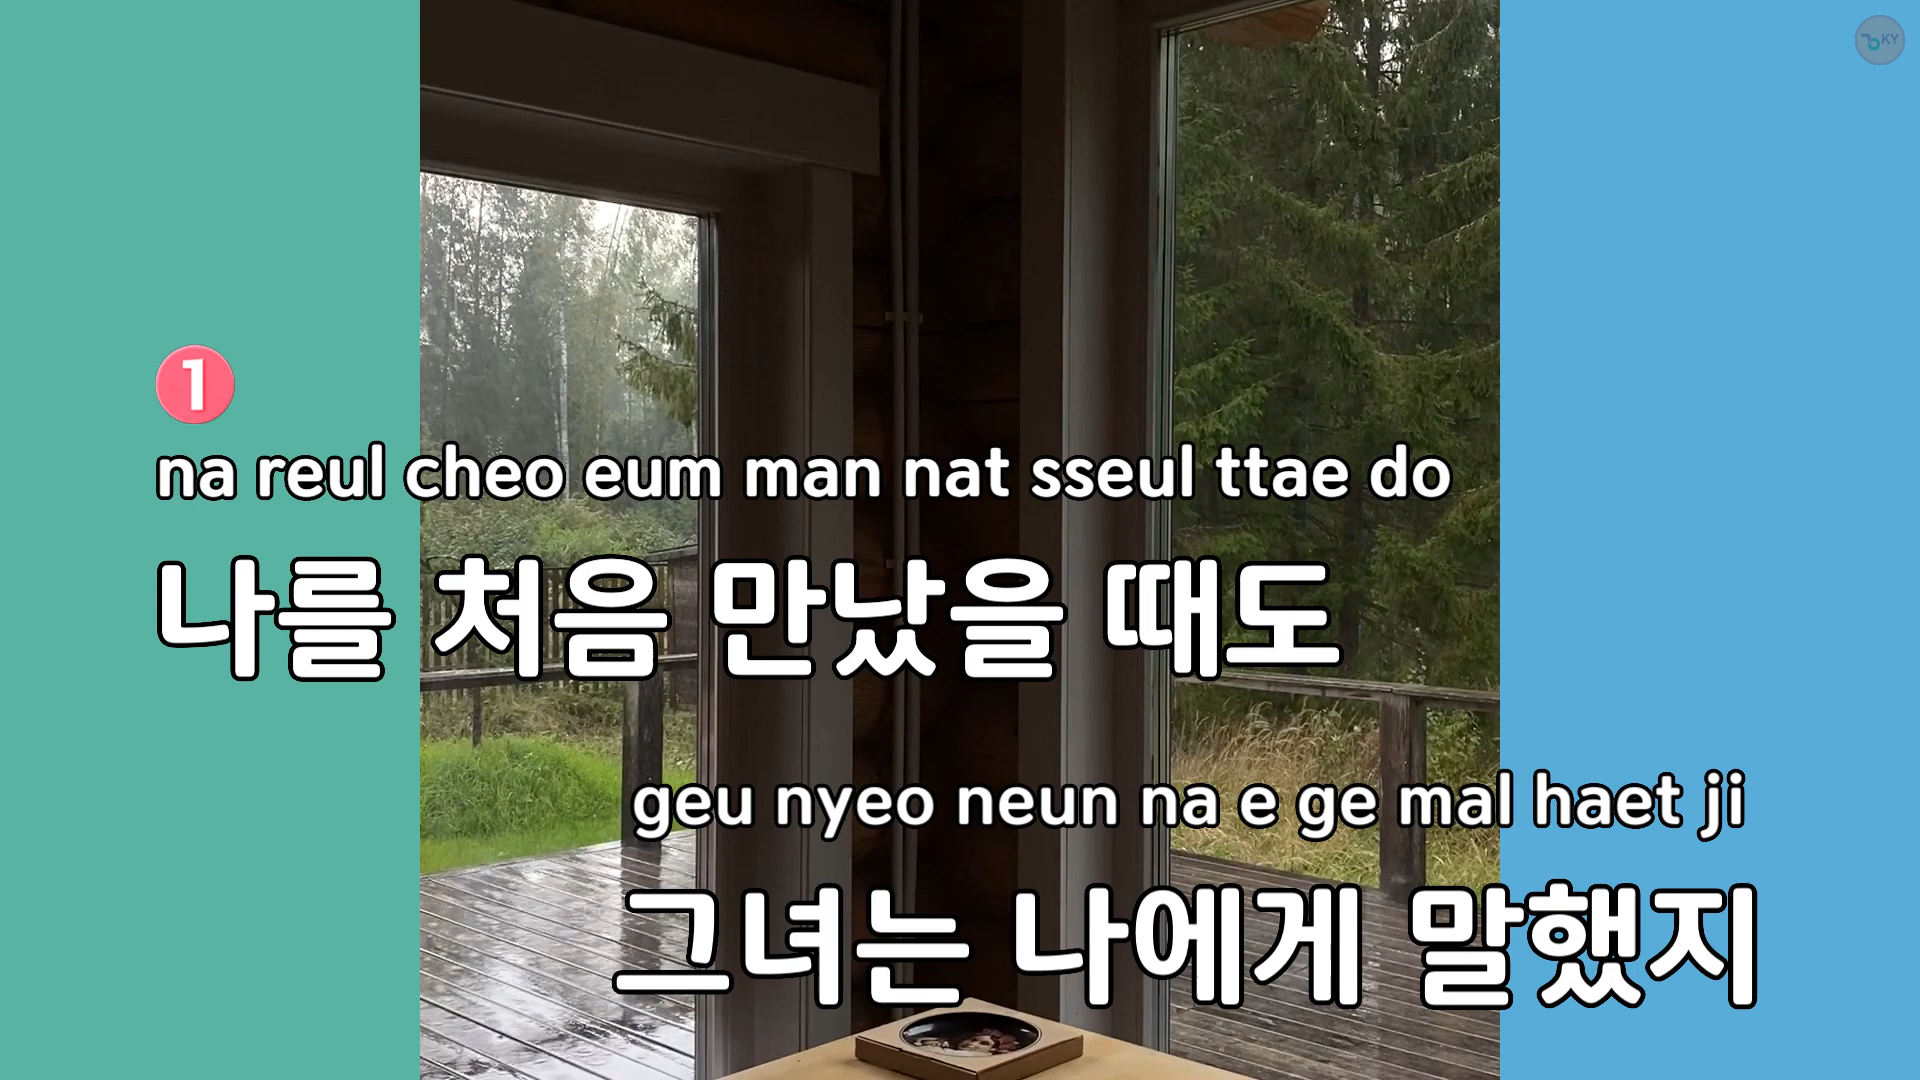 KY
1
na reul cheo eum man nat sseul ttae do
나를 처음 만났을 때도
geu nyeo neun na e ge mal haet ji
그녀는 나에게 말했지